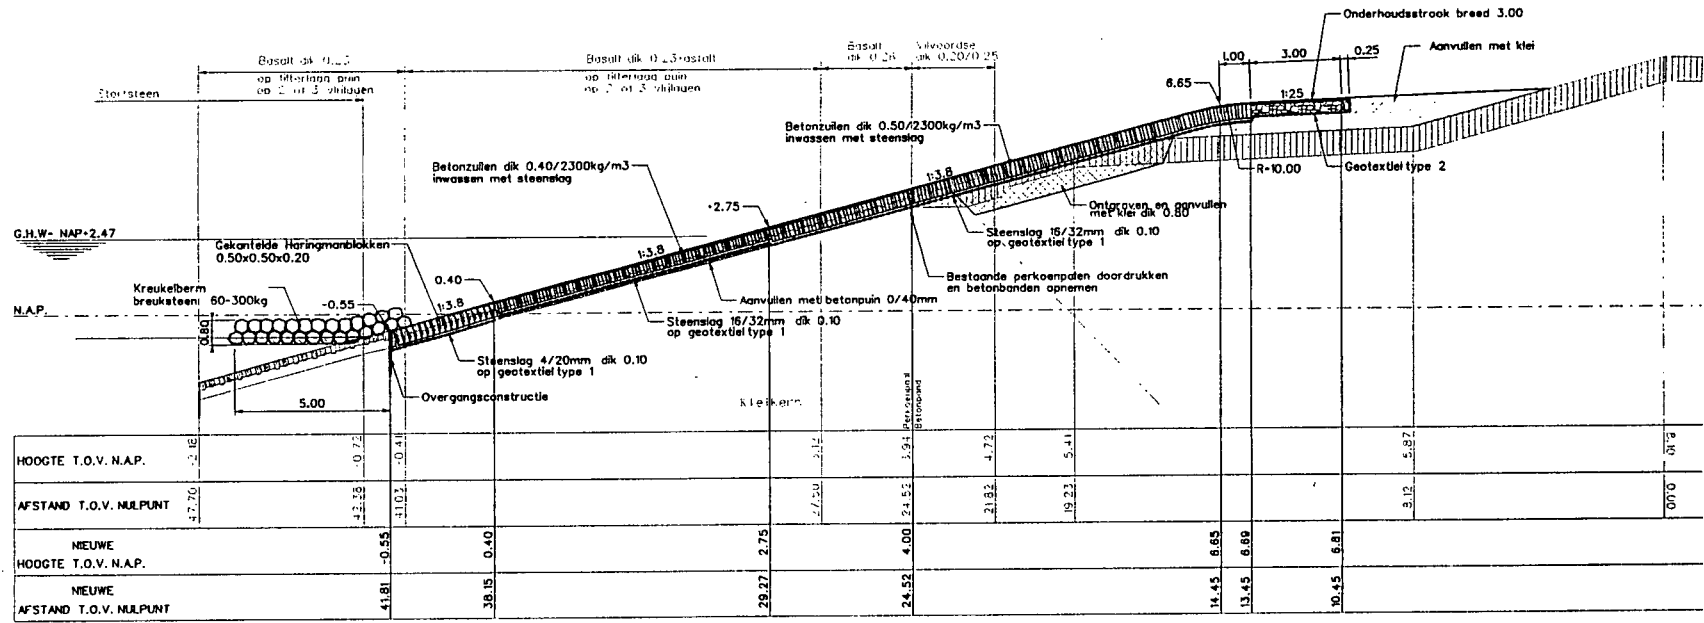 Onderhoudsstrook breed 3.00
Basalt dik 0.25
Basalt dik 0.25+asfalt
Basalt
dik 0.26
Vilvoordse
dik 0.20/0.25
1.00
3.00
0.25
Aanvullen met klei
op filterlaag puin
op 2 of 3 vlijlagen
op filterlaag puin
op 2 of 3 vlijlagen
Stortsteen
6.65
1:25
Betonzuilen dik 0.50/2300kg/m3
inwassen met steenslag
Betonzuilen dik 0.40/2300kg/m3
inwassen met steenslag
1:3.8
R=10.00
Geotextiel type 2
+2.75
Ontgraven en aanvullen
met klei dik 0.80
G.H.W= NAP+2.47
Gekantelde Haringmanblokken
0.50x0.50x0.20
1:3.8
Steenslag 16/32mm dik 0.10
op geotextiel type 1
Bestaande perkoenpalen doordrukken
en betonbanden opnemen
Kreukelberm
breuksteen 60-300kg
0.40
-0.55
1:3.8
Aanvullen met betonpuin 0/40mm
N.A.P.
0.80
Steenslag 16/32mm dik 0.10
op geotextiel type 1
Steenslag 4/20mm dik 0.10
op geotextiel type 1
Overgangsconstructie
5.00
Kleikern
Betonband
HOOGTE T.O.V. N.A.P. -2.18 -0.72 -0.41 3.94 4.72 5.41 5.87 8.10
AFSTAND T.O.V. NULPUNT 47.70 42.38 41.03 24.52 21.82 19.23 8.12 0.00
NIEUWE
HOOGTE T.O.V. N.A.P. -0.55 0.40 2.75 4.00 6.65 6.69 6.81
NIEUWE
AFSTAND T.O.V. NULPUNT 41.81 38.15 29.27 24.52 14.45 13.45 10.45